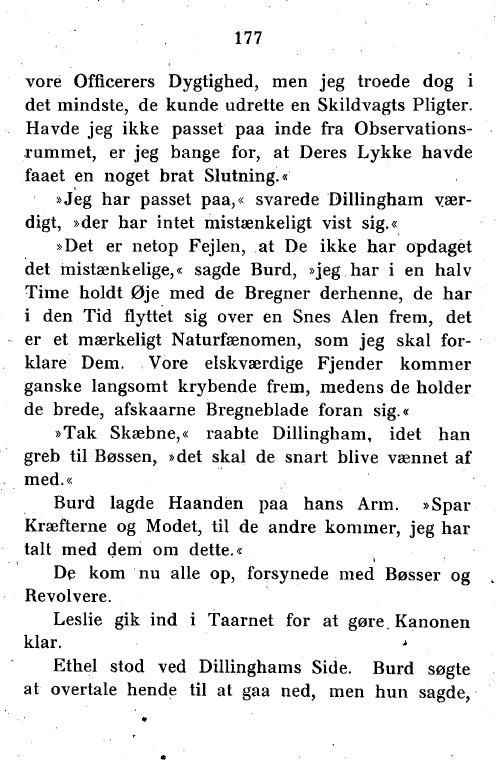 177
vore Officerers Dygtighed, men jeg troede dog i
det mindste, de kunde udrette en Skildvagts Pligter.
Havde jeg ikke passet paa inde fra Observations-
rummet, er jeg bange for, at Deres Lykke havde
faaet en noget brat Slutning.«
»Jeg har passet paa,« svarede Dillingham vær-
digt, »der har intet mistænkeligt vist sig.«
»Det er netop Fejlen, at De ikke har opdaget
det mistænkelige,« sagde Burd, »jeg har i en halv
Time holdt Øje med de Bregner derhenne, de har
i den Tid flyttet sig over en Snes Alen frem, det
er et mærkeligt Naturfænomen, som jeg skal for-
klare Dem. Vore elskværdige Fjender kommer
ganske langsomt krybende frem, medens de holder
de brede, afskaarne Bregneblade foran sig.«
»Tak Skæbne,« raabte Dillingham, idet han
greb til Bøssen, »det skal de snart blive vænnet af
med.«
Burd lagde Haanden paa hans Arm. »Spar
Kræfterne og Modet, til de andre kommer, jeg har
talt med dem om dette.«
De kom nu alle op, forsynede med Bøsser og
Revolvere.
Leslie gik ind i Taarnet for at gøre Kanonen
klar.
Ethel stod ved Dillinghams Side. Burd søgte
at overtale hende til at gaa ned, men hun sagde,